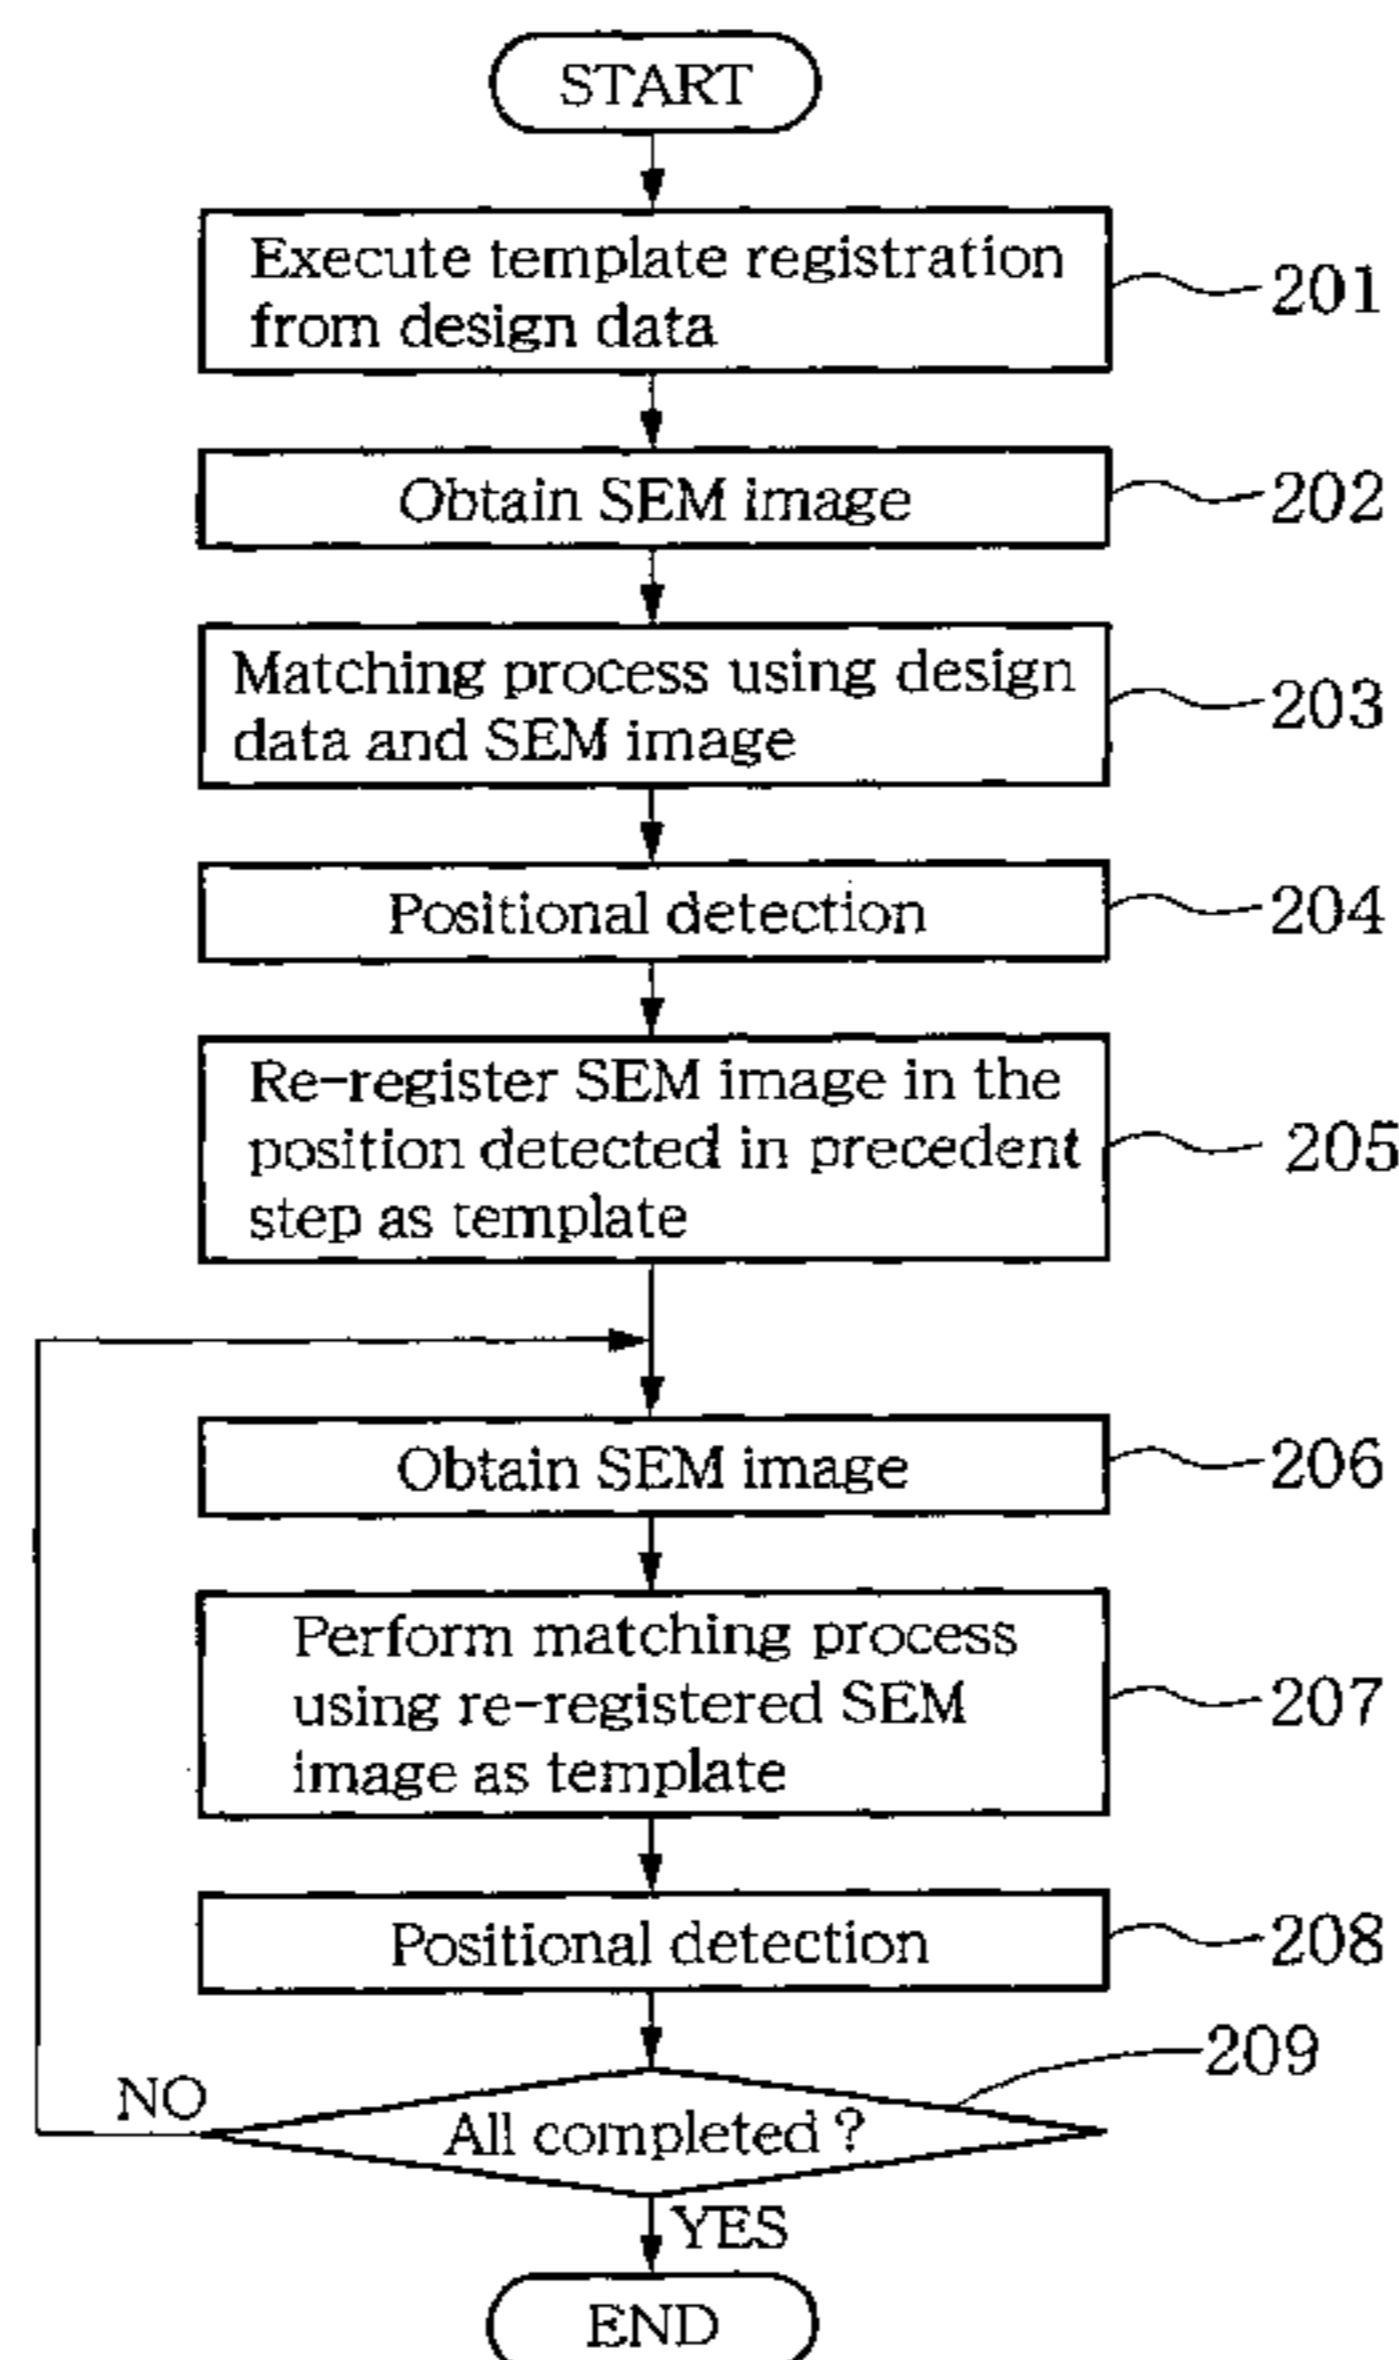 START
Execute template registration
from design data
201
Obtain SEM image
202
Matching process using design
data and SEM image
203
Positional detection
204
Re-register SEM image in the
position detected in precedent
step as template
205
Obtain SEM image
206
Perform matching process
using re-registered SEM
image as template
207
Positional detection
208
209
NO
All completed ?
YES
END